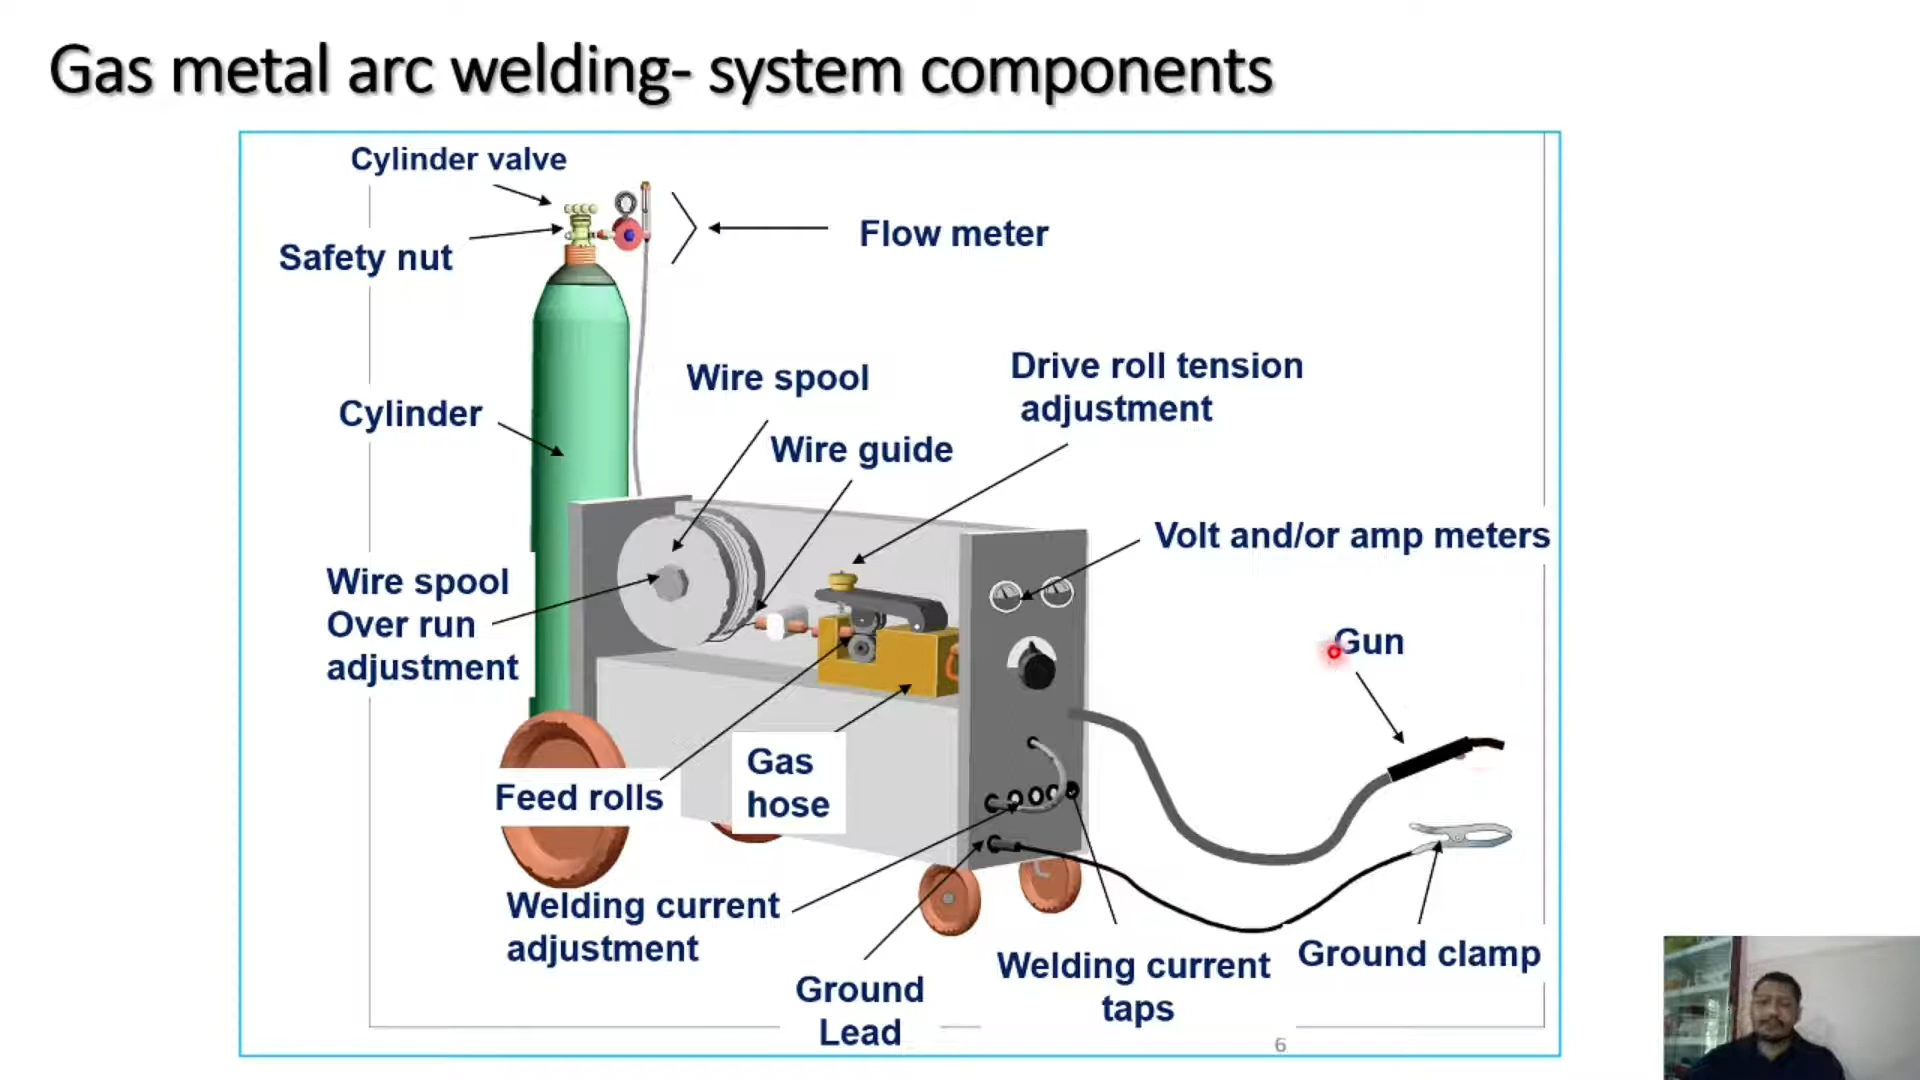 Gas metal arc welding- system components
Cylinder valve
Safety nut
Flow meter
Cylinder
Wire spool
Drive roll tension
adjustment
Wire guide
Volt and/or amp meters
Wire spool
Over run
adjustment
Gun
Feed rolls
Gas
hose
Welding current
adjustment
Ground
Lead
Welding current
taps
Ground clamp
6